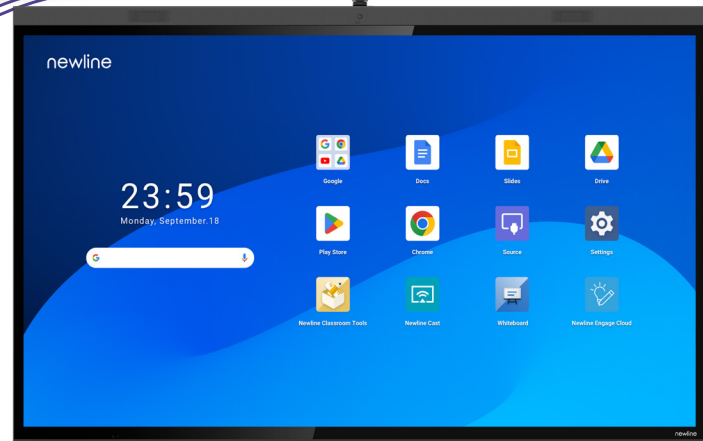 newline
23:59
Monday, September.18
Google
Docs
Slides
Drive
Play Store
Chrome
Source
Settings
Newline Classroom Tools
Newline Cast
Whiteboard
Newline Engage Cloud
newline